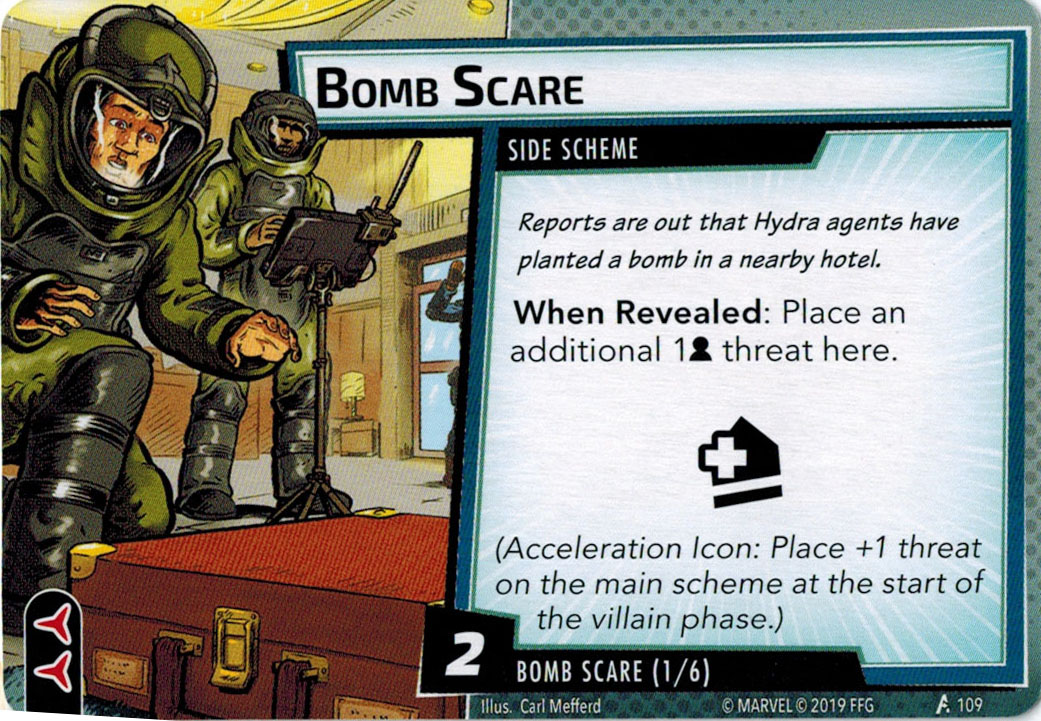 BOMB SCARE
SIDE SCHEME
Reports are out that Hydra agents have
planted a bomb in a nearby hotel.
When Revealed: Place an
additional 1 threat here.
(Acceleration Icon: Place +1 threat
on the main scheme at the start of
the villain phase.)
2
BOMB SCARE (1/6)
Illus. Carl Mefferd
© MARVEL © 2019 FFG
109